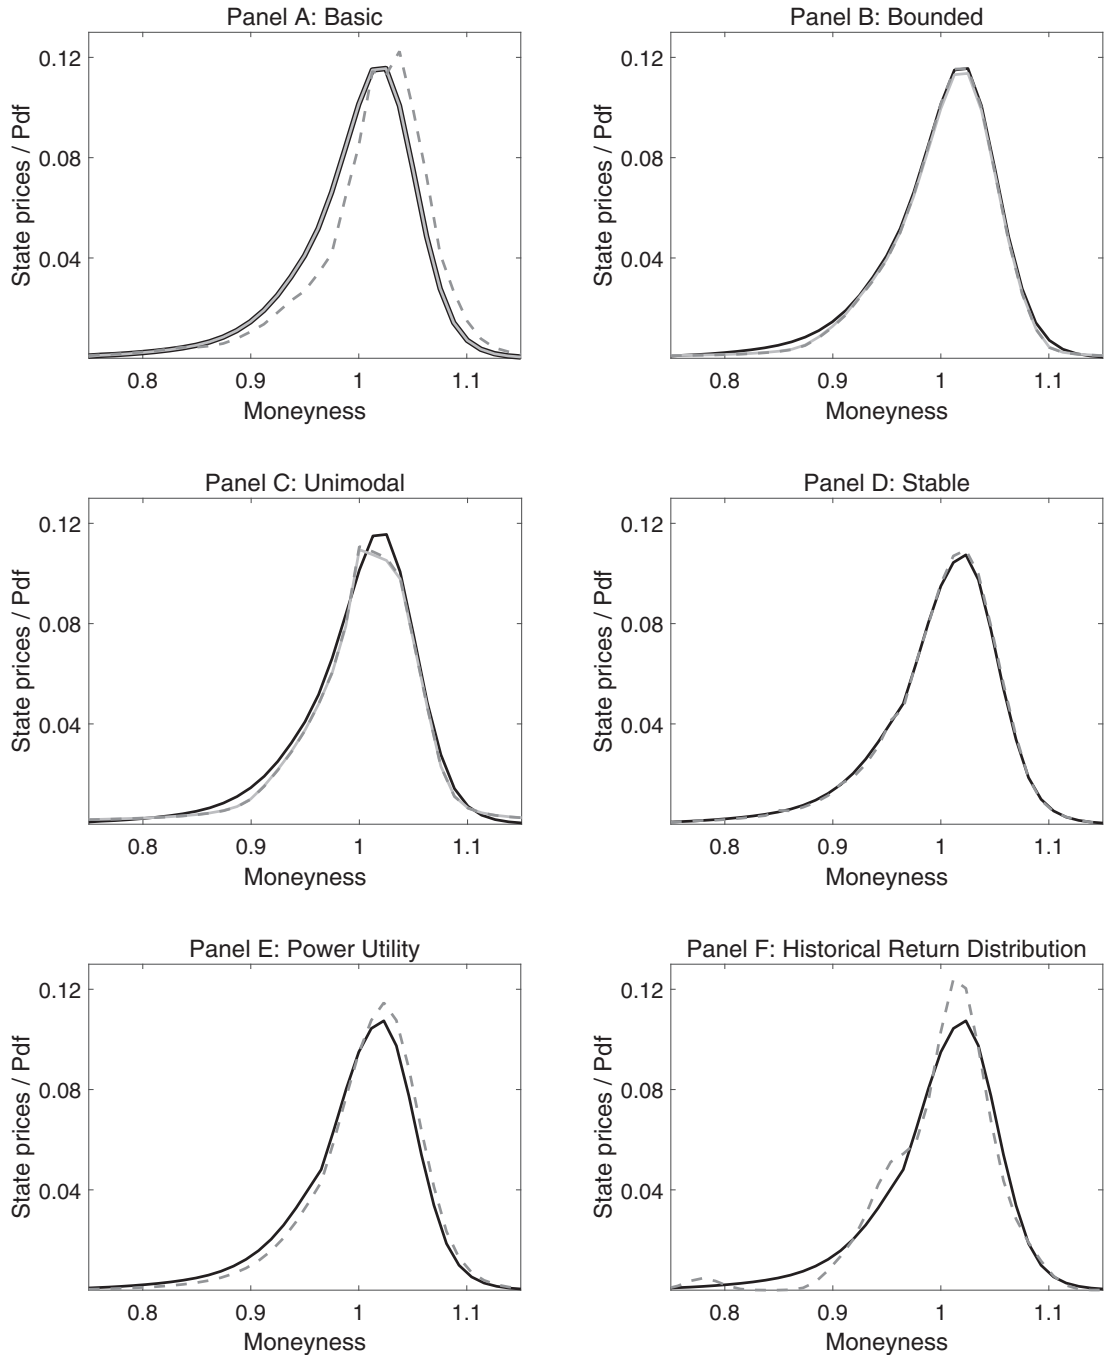 Panel A: Basic
State prices / Pdf
0.12
0.08
0.04
0.8 0.9 1 1.1
Moneyness
Panel B: Bounded
State prices / Pdf
0.12
0.08
0.04
0.8 0.9 1 1.1
Moneyness
Panel C: Unimodal
State prices / Pdf
0.12
0.08
0.04
0.8 0.9 1 1.1
Moneyness
Panel D: Stable
State prices / Pdf
0.12
0.08
0.04
0.8 0.9 1 1.1
Moneyness
Panel E: Power Utility
State prices / Pdf
0.12
0.08
0.04
0.8 0.9 1 1.1
Moneyness
Panel F: Historical Return Distribution
State prices / Pdf
0.12
0.08
0.04
0.8 0.9 1 1.1
Moneyness